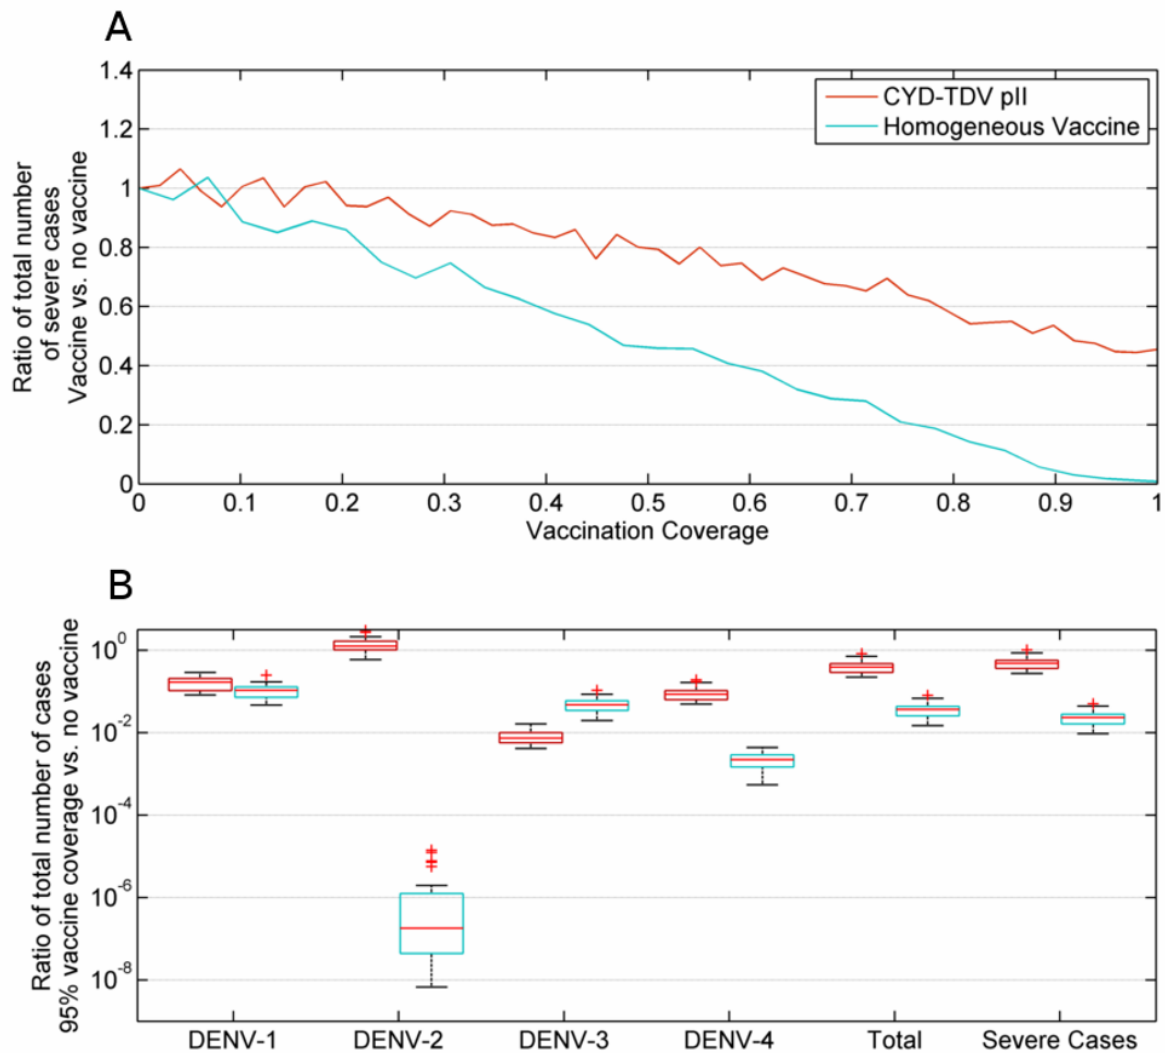 A
Ratio of total number
of severe cases
Vaccine vs. no vaccine
1.4
1.2
1
0.8
0.6
0.4
0.2
0
CYD-TDV pII
Homogeneous Vaccine
0 0.1 0.2 0.3 0.4 0.5 0.6 0.7 0.8 0.9 1
Vaccination Coverage
B
Ratio of total number of cases
95% vaccine coverage vs. no vaccine
10^0
10^-2
10^-4
10^-6
10^-8
DENV-1 DENV-2 DENV-3 DENV-4 Total Severe Cases